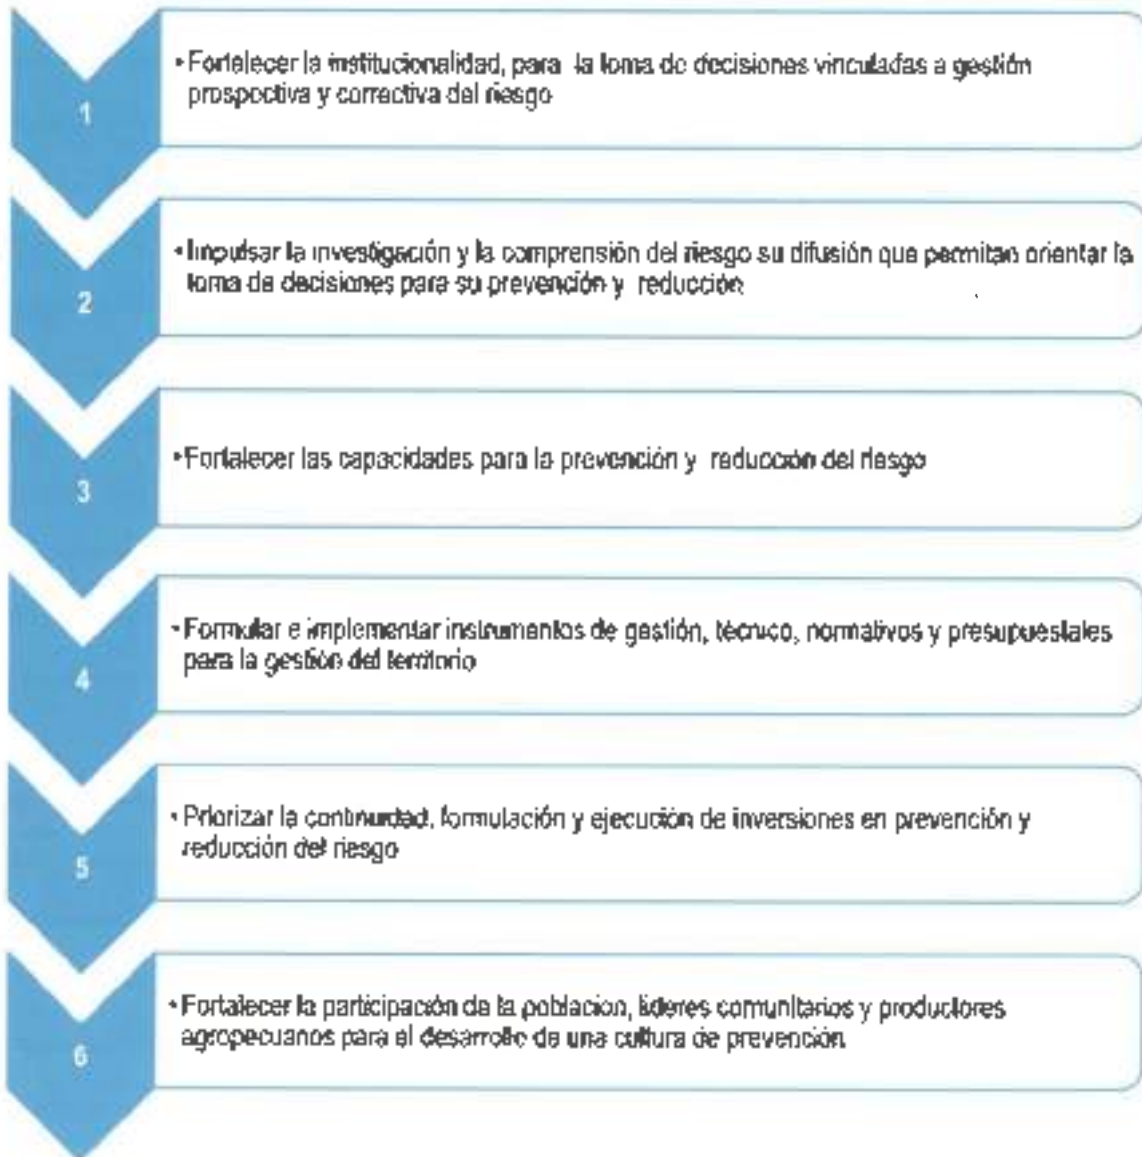 1
• Fortalecer la institucionalidad, para la toma de decisiones vinculadas a gestión
prospectiva y correctiva del riesgo
2
• Impulsar la investigación y la comprensión del riesgo su difusión que permitan orientar la
toma de decisiones para su prevención y reducción
3
• Fortalecer las capacidades para la prevención y reducción del riesgo
4
• Formular e implementar instrumentos de gestión, técnico, normativos y presupuestales
para la gestión del territorio
5
• Priorizar la continuidad, formulación y ejecución de inversiones en prevención y
reducción del riesgo
6
• Fortalecer la participación de la poblacion, líderes comunitarios y productores
agropecuarios para el desarrollo de una cultura de prevención.